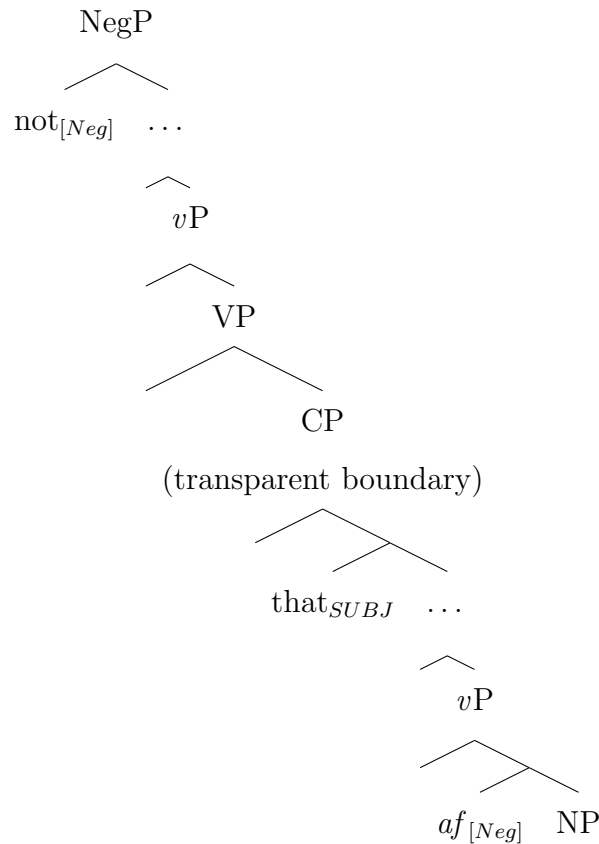 NegP
not[Neg] ...
vP
VP
CP
(transparent boundary)
thatSUBJ ...
vP
af[Neg] NP